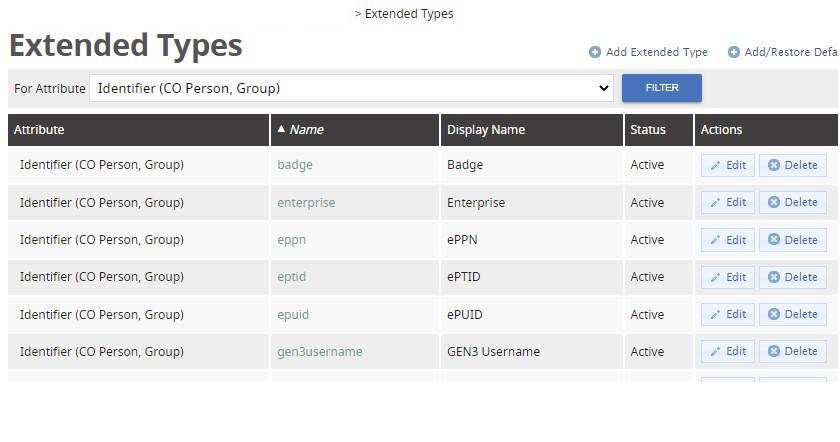 > Extended Types
Extended Types
Add Extended Type Add/Restore Defa
For Attribute Identifier (CO Person, Group) FILTER
Attribute ▲ Name Display Name Status Actions
Identifier (CO Person, Group) badge Badge Active Edit Delete
Identifier (CO Person, Group) enterprise Enterprise Active Edit Delete
Identifier (CO Person, Group) eppn ePPN Active Edit Delete
Identifier (CO Person, Group) eptid ePTID Active Edit Delete
Identifier (CO Person, Group) epuid ePUID Active Edit Delete
Identifier (CO Person, Group) gen3username GEN3 Username Active Edit Delete